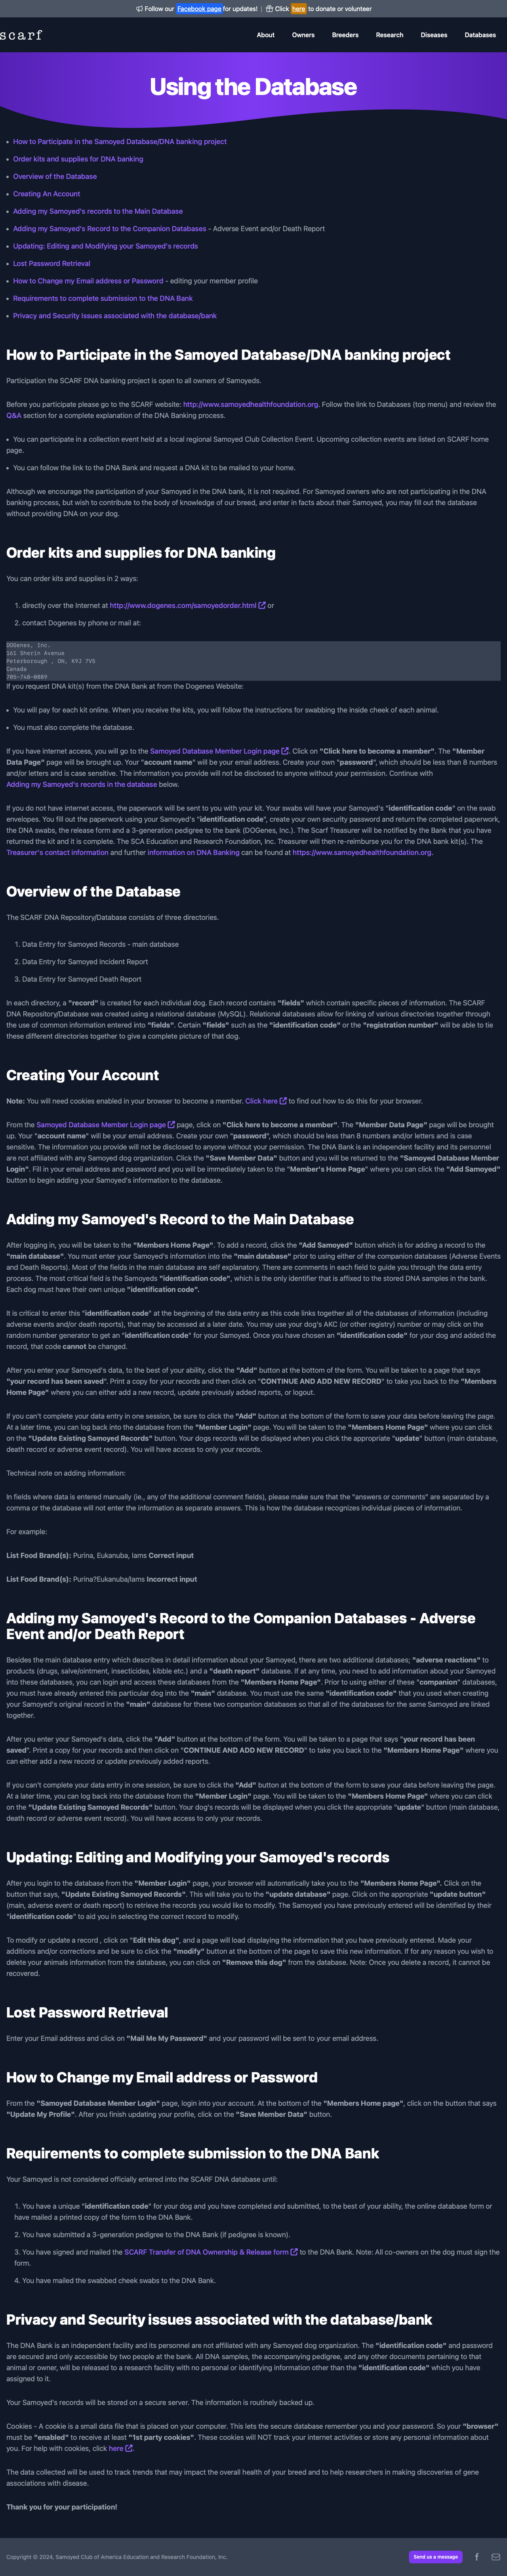 Follow our Facebook page for updates! | Click here to donate or volunteer
scarf
About Owners Breeders Research Diseases Databases
Using the Database
• How to Participate in the Samoyed Database/DNA banking project
• Order kits and supplies for DNA banking
• Overview of the Database
• Creating An Account
• Adding my Samoyed's records to the Main Database
• Adding my Samoyed's Record to the Companion Databases - Adverse Event and/or Death Report
• Updating: Editing and Modifying your Samoyed's records
• Lost Password Retrieval
• How to Change my Email address or Password - editing your member profile
• Requirements to complete submission to the DNA Bank
• Privacy and Security Issues associated with the database/bank
How to Participate in the Samoyed Database/DNA banking project
Participation the SCARF DNA banking project is open to all owners of Samoyeds.
Before you participate please go to the SCARF website: http://www.samoyedhealthfoundation.org. Follow the link to Databases (top menu) and review the
Q&A section for a complete explanation of the DNA Banking process.
• You can participate in a collection event held at a local regional Samoyed Club Collection Event. Upcoming collection events are listed on SCARF home
page.
• You can follow the link to the DNA Bank and request a DNA kit to be mailed to your home.
Although we encourage the participation of your Samoyed in the DNA bank, it is not required. For Samoyed owners who are not participating in the DNA
banking process, but wish to contribute to the body of knowledge of our breed, and enter in facts about their Samoyed, you may fill out the database
without providing DNA on your dog.
Order kits and supplies for DNA banking
You can order kits and supplies in 2 ways:
1. directly over the Internet at http://www.dogenes.com/samoyedorder.html or
2. contact Dogenes by phone or mail at:
DOGenes, Inc.
161 Sherin Avenue
Peterborough , ON, K9J 7V5
Canada
705-740-0889
If you request DNA kit(s) from the DNA Bank at from the Dogenes Website:
• You will pay for each kit online. When you receive the kits, you will follow the instructions for swabbing the inside cheek of each animal.
• You must also complete the database.
If you have internet access, you will go to the Samoyed Database Member Login page. Click on "Click here to become a member". The "Member
Data Page" page will be brought up. Your "account name" will be your email address. Create your own "password", which should be less than 8 numbers
and/or letters and is case sensitive. The information you provide will not be disclosed to anyone without your permission. Continue with
Adding my Samoyed's records in the database below.
If you do not have internet access, the paperwork will be sent to you with your kit. Your swabs will have your Samoyed's "identification code" on the swab
envelopes. You fill out the paperwork using your Samoyed's "identification code", create your own security password and return the completed paperwork,
the DNA swabs, the release form and a 3-generation pedigree to the bank (DOGenes, Inc.). The Scarf Treasurer will be notified by the Bank that you have
returned the kit and it is complete. The SCA Education and Research Foundation, Inc. Treasurer will then re-reimburse you for the DNA bank kit(s). The
Treasurer's contact information and further information on DNA Banking can be found at https://www.samoyedhealthfoundation.org.
Overview of the Database
The SCARF DNA Repository/Database consists of three directories.
1. Data Entry for Samoyed Records - main database
2. Data Entry for Samoyed Incident Report
3. Data Entry for Samoyed Death Report
In each directory, a "record" is created for each individual dog. Each record contains "fields" which contain specific pieces of information. The SCARF
DNA Repository/Database was created using a relational database (MySQL). Relational databases allow for linking of various directories together through
the use of common information entered into "fields". Certain "fields" such as the "identification code" or the "registration number" will be able to tie
these different directories together to give a complete picture of that dog.
Creating Your Account
Note: You will need cookies enabled in your browser to become a member. Click here to find out how to do this for your browser.
From the Samoyed Database Member Login page page, click on "Click here to become a member". The "Member Data Page" page will be brought
up. Your "account name" will be your email address. Create your own "password", which should be less than 8 numbers and/or letters and is case
sensitive. The information you provide will not be disclosed to anyone without your permission. The DNA Bank is an independent facility and its personnel
are not affiliated with any Samoyed dog organization. Click the "Save Member Data" button and you will be returned to the "Samoyed Database Member
Login". Fill in your email address and password and you will be immediately taken to the "Member's Home Page" where you can click the "Add Samoyed"
button to begin adding your Samoyed's information to the database.
Adding my Samoyed's Record to the Main Database
After logging in, you will be taken to the "Members Home Page". To add a record, click the "Add Samoyed" button which is for adding a record to the
"main database". You must enter your Samoyed's information into the "main database" prior to using either of the companion databases (Adverse Events
and Death Reports). Most of the fields in the main database are self explanatory. There are comments in each field to guide you through the data entry
process. The most critical field is the Samoyeds "identification code", which is the only identifier that is affixed to the stored DNA samples in the bank.
Each dog must have their own unique "identification code".
It is critical to enter this "identification code" at the beginning of the data entry as this code links together all of the databases of information (including
adverse events and/or death reports), that may be accessed at a later date. You may use your dog's AKC (or other registry) number or may click on the
random number generator to get an "identification code" for your Samoyed. Once you have chosen an "identification code" for your dog and added the
record, that code cannot be changed.
After you enter your Samoyed's data, to the best of your ability, click the "Add" button at the bottom of the form. You will be taken to a page that says
"your record has been saved". Print a copy for your records and then click on "CONTINUE AND ADD NEW RECORD" to take you back to the "Members
Home Page" where you can either add a new record, update previously added reports, or logout.
If you can't complete your data entry in one session, be sure to click the "Add" button at the bottom of the form to save your data before leaving the page.
At a later time, you can log back into the database from the "Member Login" page. You will be taken to the "Members Home Page" where you can click
on the "Update Existing Samoyed Records" button. Your dogs records will be displayed when you click the appropriate "update" button (main database,
death record or adverse event record). You will have access to only your records.
Technical note on adding information:
In fields where data is entered manually (ie., any of the additional comment fields), please make sure that the "answers or comments" are separated by a
comma or the database will not enter the information as separate answers. This is how the database recognizes individual pieces of information.
For example:
List Food Brand(s): Purina, Eukanuba, Iams Correct input
List Food Brand(s): Purina?Eukanuba/Iams Incorrect input
Adding my Samoyed's Record to the Companion Databases - Adverse
Event and/or Death Report
Besides the main database entry which describes in detail information about your Samoyed, there are two additional databases; "adverse reactions" to
products (drugs, salve/ointment, insecticides, kibble etc.) and a "death report" database. If at any time, you need to add information about your Samoyed
into these databases, you can login and access these databases from the "Members Home Page". Prior to using either of these "companion" databases,
you must have already entered this particular dog into the "main" database. You must use the same "identification code" that you used when creating
your Samoyed's original record in the "main" database for these two companion databases so that all of the databases for the same Samoyed are linked
together.
After you enter your Samoyed's data, click the "Add" button at the bottom of the form. You will be taken to a page that says "your record has been
saved". Print a copy for your records and then click on "CONTINUE AND ADD NEW RECORD" to take you back to the "Members Home Page" where you
can either add a new record or update previously added reports.
If you can't complete your data entry in one session, be sure to click the "Add" button at the bottom of the form to save your data before leaving the page.
At a later time, you can log back into the database from the "Member Login" page. You will be taken to the "Members Home Page" where you can click
on the "Update Existing Samoyed Records" button. Your dog's records will be displayed when you click the appropriate "update" button (main database,
death record or adverse event record). You will have access to only your records.
Updating: Editing and Modifying your Samoyed's records
After you login to the database from the "Member Login" page, your browser will automatically take you to the "Members Home Page". Click on the
button that says, "Update Existing Samoyed Records". This will take you to the "update database" page. Click on the appropriate "update button"
(main, adverse event or death report) to retrieve the records you would like to modify. The Samoyed you have previously entered will be identified by their
"identification code" to aid you in selecting the correct record to modify.
To modify or update a record , click on "Edit this dog", and a page will load displaying the information that you have previously entered. Made your
additions and/or corrections and be sure to click the "modify" button at the bottom of the page to save this new information. If for any reason you wish to
delete your animals information from the database, you can click on "Remove this dog" from the database. Note: Once you delete a record, it cannot be
recovered.
Lost Password Retrieval
Enter your Email address and click on "Mail Me My Password" and your password will be sent to your email address.
How to Change my Email address or Password
From the "Samoyed Database Member Login" page, login into your account. At the bottom of the "Members Home page", click on the button that says
"Update My Profile". After you finish updating your profile, click on the "Save Member Data" button.
Requirements to complete submission to the DNA Bank
Your Samoyed is not considered officially entered into the SCARF DNA database until:
1. You have a unique "identification code" for your dog and you have completed and submitted, to the best of your ability, the online database form or
have mailed a printed copy of the form to the DNA Bank.
2. You have submitted a 3-generation pedigree to the DNA Bank (if pedigree is known).
3. You have signed and mailed the SCARF Transfer of DNA Ownership & Release form to the DNA Bank. Note: All co-owners on the dog must sign the
form.
4. You have mailed the swabbed cheek swabs to the DNA Bank.
Privacy and Security issues associated with the database/bank
The DNA Bank is an independent facility and its personnel are not affiliated with any Samoyed dog organization. The "identification code" and password
are secured and only accessible by two people at the bank. All DNA samples, the accompanying pedigree, and any other documents pertaining to that
animal or owner, will be released to a research facility with no personal or identifying information other than the "identification code" which you have
assigned to it.
Your Samoyed's records will be stored on a secure server. The information is routinely backed up.
Cookies - A cookie is a small data file that is placed on your computer. This lets the secure database remember you and your password. So your "browser"
must be "enabled" to receive at least "1st party cookies". These cookies will NOT track your internet activities or store any personal information about
you. For help with cookies, click here.
The data collected will be used to track trends that may impact the overall health of your breed and to help researchers in making discoveries of gene
associations with disease.
Thank you for your participation!
Copyright © 2024, Samoyed Club of America Education and Research Foundation, Inc.
Send us a message